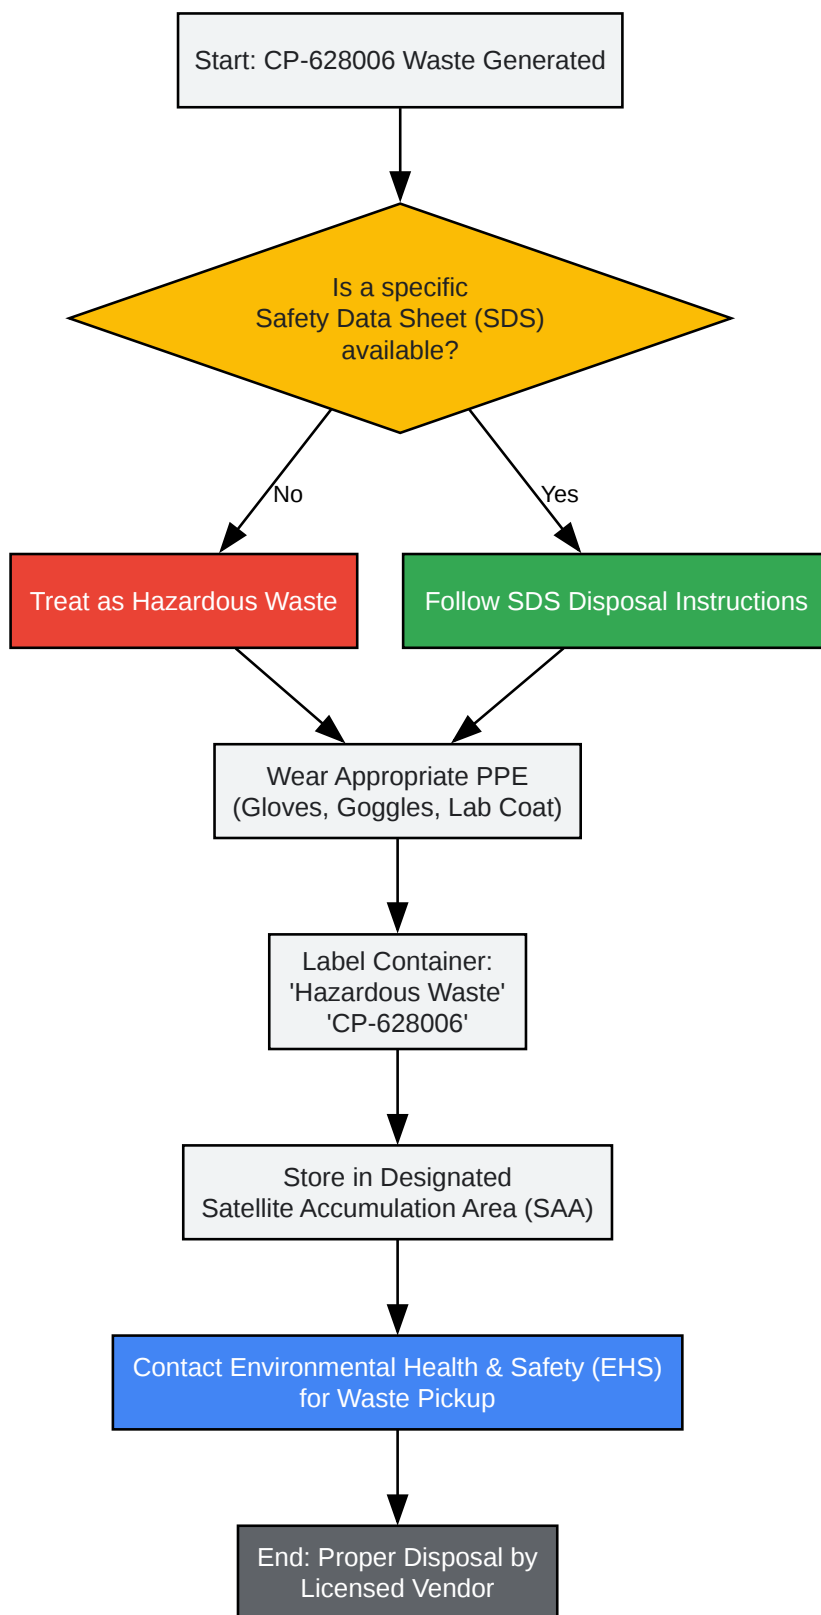 Start: CP-628006 Waste Generated
Is a specific
Safety Data Sheet (SDS)
available?
No
Yes
Treat as Hazardous Waste
Follow SDS Disposal Instructions
Wear Appropriate PPE
(Gloves, Goggles, Lab Coat)
Label Container:
'Hazardous Waste'
'CP-628006'
Store in Designated
Satellite Accumulation Area (SAA)
Contact Environmental Health & Safety (EHS)
for Waste Pickup
End: Proper Disposal by
Licensed Vendor